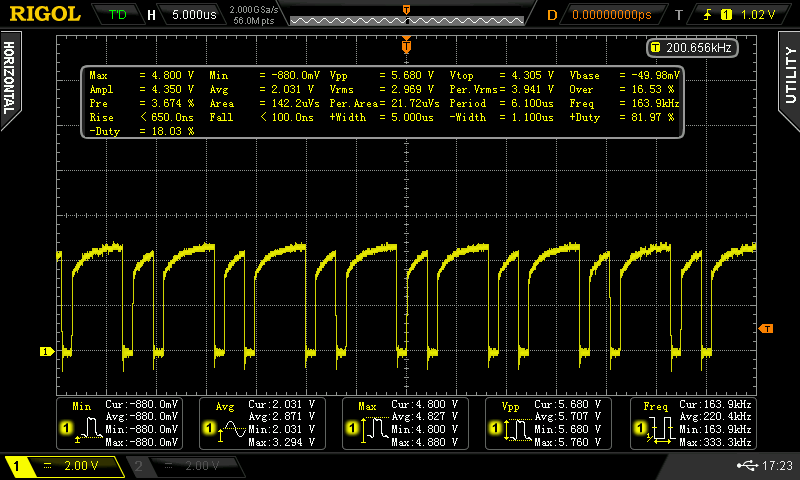 RIGOL T'D H 5.000us 2.000GSa/s 56.0M pts D 0.00000000ps T 1 1.02 V
HORIZONTAL
UTILITY
T
T 200.656kHz
Max = 4.800 V Min = -880.0mV Vpp = 5.680 V Vtop = 4.305 V Vbase = -49.98mV
Ampl = 4.350 V Avg = 2.031 V Vrms = 2.969 V Per.Vrms= 3.941 V Over = 16.53 %
Pre = 3.674 % Area = 142.2uVs Per.Area= 21.72uVs Period = 6.100us Freq = 163.9kHz
Rise < 650.0ns Fall < 100.0ns +Width = 5.000us -Width = 1.100us +Duty = 81.97 %
-Duty = 18.03 %
T
1
Min Cur:-880.0mV Avg Cur: 2.031 V Max Cur: 4.800 V Vpp Cur: 5.680 V Freq Cur:163.9kHz
Avg:-880.0mV Avg: 2.871 V Avg: 4.827 V Avg: 5.707 V Avg:220.4kHz
1 Min:-880.0mV 1 Min: 2.031 V 1 Min: 4.800 V 1 Min: 5.680 V 1 Min:163.9kHz
Max:-880.0mV Max: 3.294 V Max: 4.880 V Max: 5.760 V Max:333.3kHz
1 = 2.00 V 2 = 2.00 V 17:23